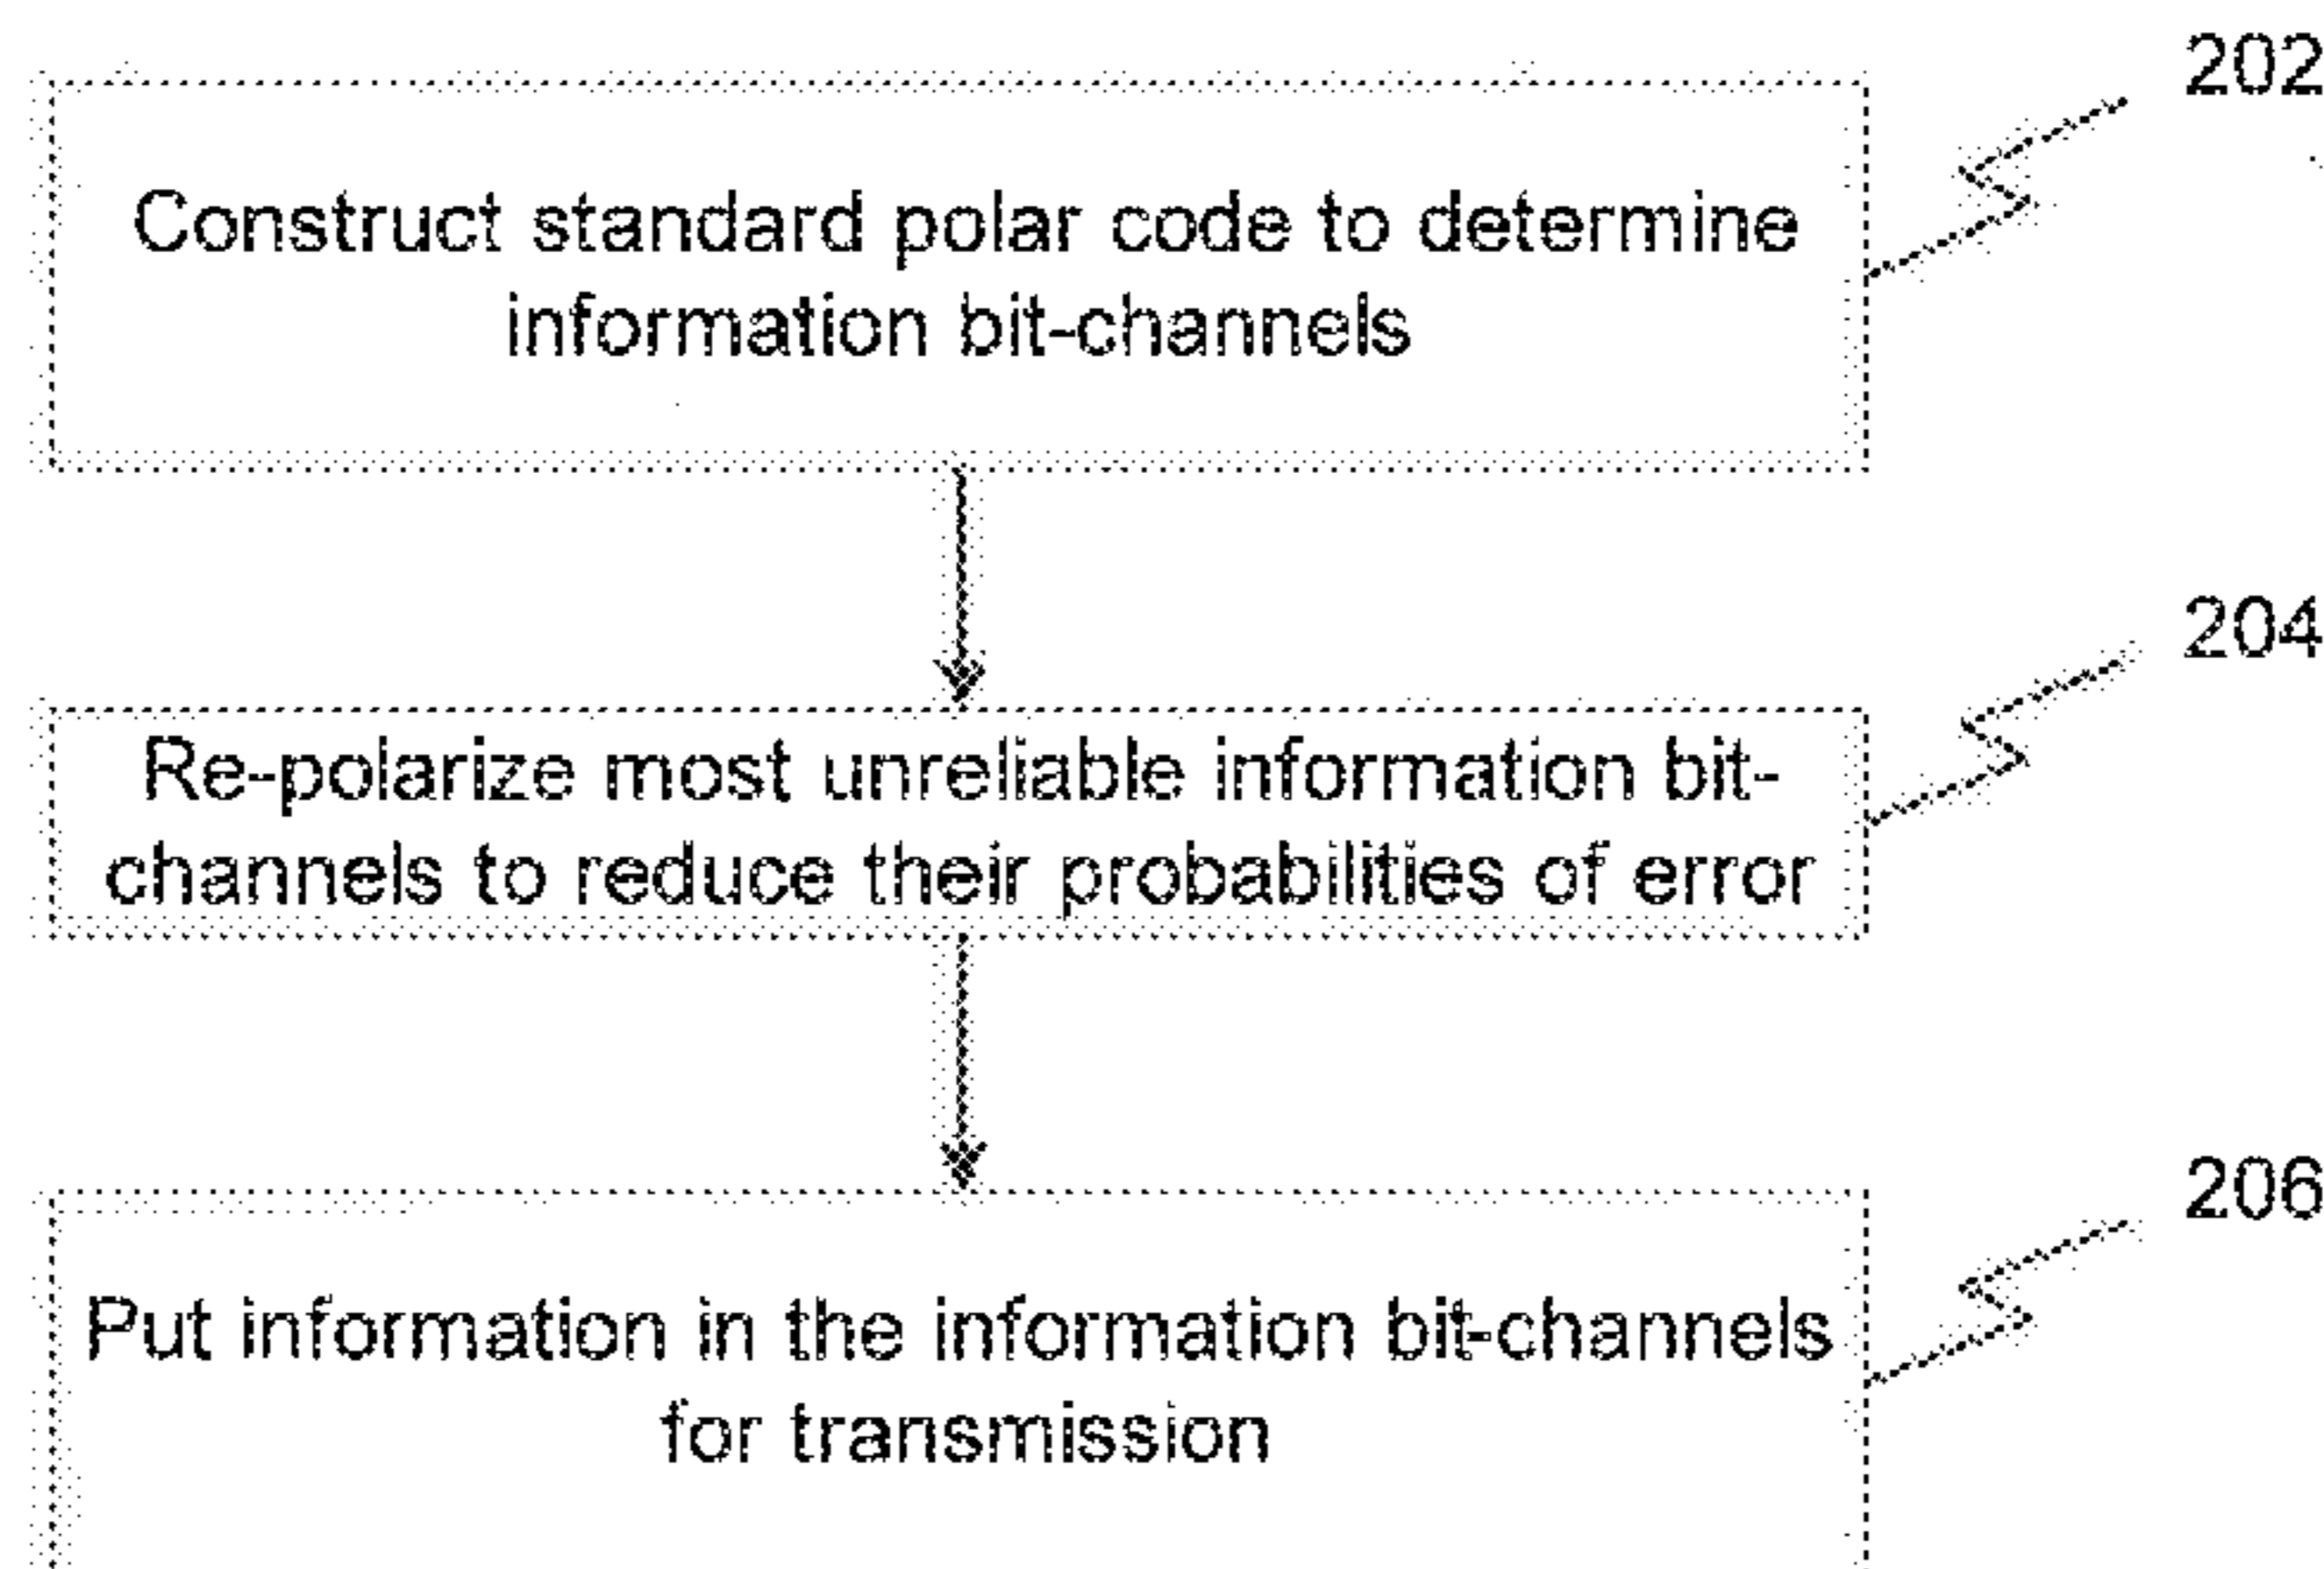 202
Construct standard polar code to determine
information bit-channels
204
Re-polarize most unreliable information bit-
channels to reduce their probabilities of error
206
Put information in the information bit-channels
for transmission